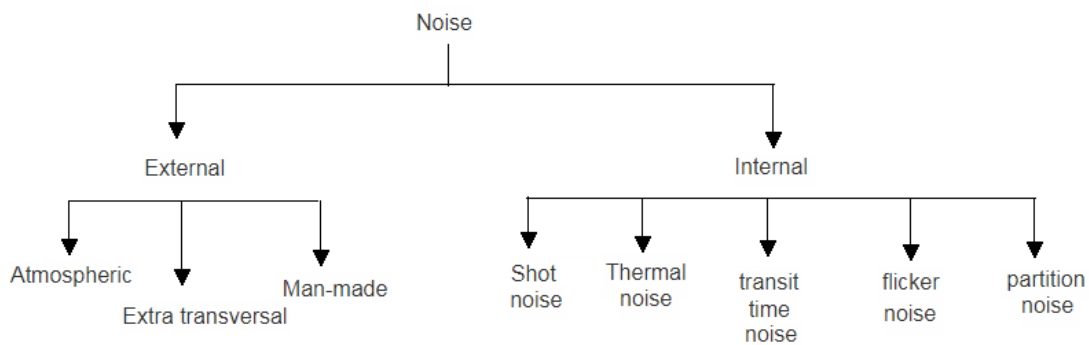 Noise
External
Internal
Atmospheric
Extra transversal
Man-made
Shot
noise
Thermal
noise
transit
time
noise
flicker
noise
partition
noise